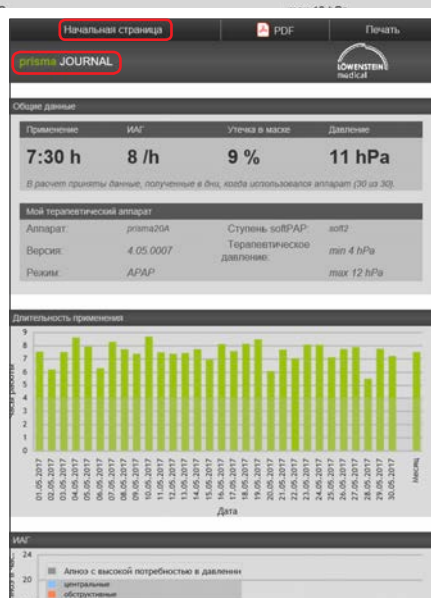 Начальная страница PDF Печать
prisma JOURNAL
LÖWENSTEIN
medical
Общие данные
Применение ИАГ Утечка в маске Давление
7:30 h 8 /h 9 % 11 hPa
В расчет приняты данные, полученные в дни, когда использовался аппарат (30 из 30).
Мой терапевтический аппарат
Аппарат: prisma20A Ступень softPAP: soft2
Версия: 4.05.0007 Терапевтическое давление: min 4 hPa
Режим: APAP max 12 hPa
Длительность применения
9
8
7
6
5
4
3
2
1
0
01.05.2017 02.05.2017 03.05.2017 04.05.2017 05.05.2017 06.05.2017 07.05.2017 08.05.2017 09.05.2017 10.05.2017 11.05.2017 12.05.2017 13.05.2017 14.05.2017 15.05.2017 16.05.2017 17.05.2017 18.05.2017 19.05.2017 20.05.2017 21.05.2017 22.05.2017 23.05.2017 24.05.2017 25.05.2017 26.05.2017 27.05.2017 28.05.2017 29.05.2017 30.05.2017 Месяц
Дата
ИАГ
24
Апноэ с высокой потребностью в давлении
20
центральные
обструктивные